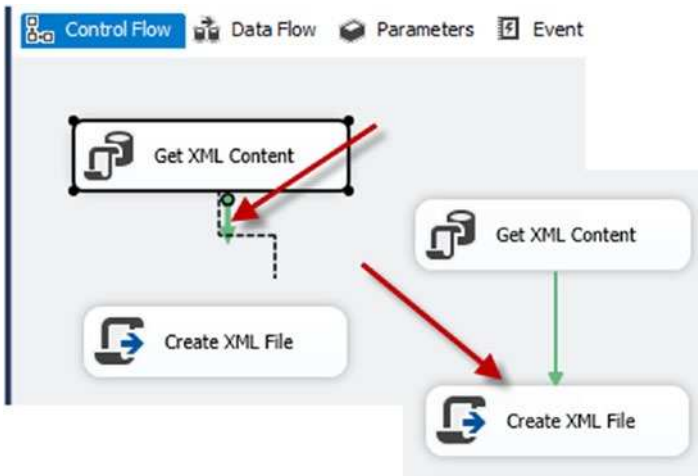 Control Flow Data Flow Parameters Event
Get XML Content
Create XML File
Get XML Content
Create XML File